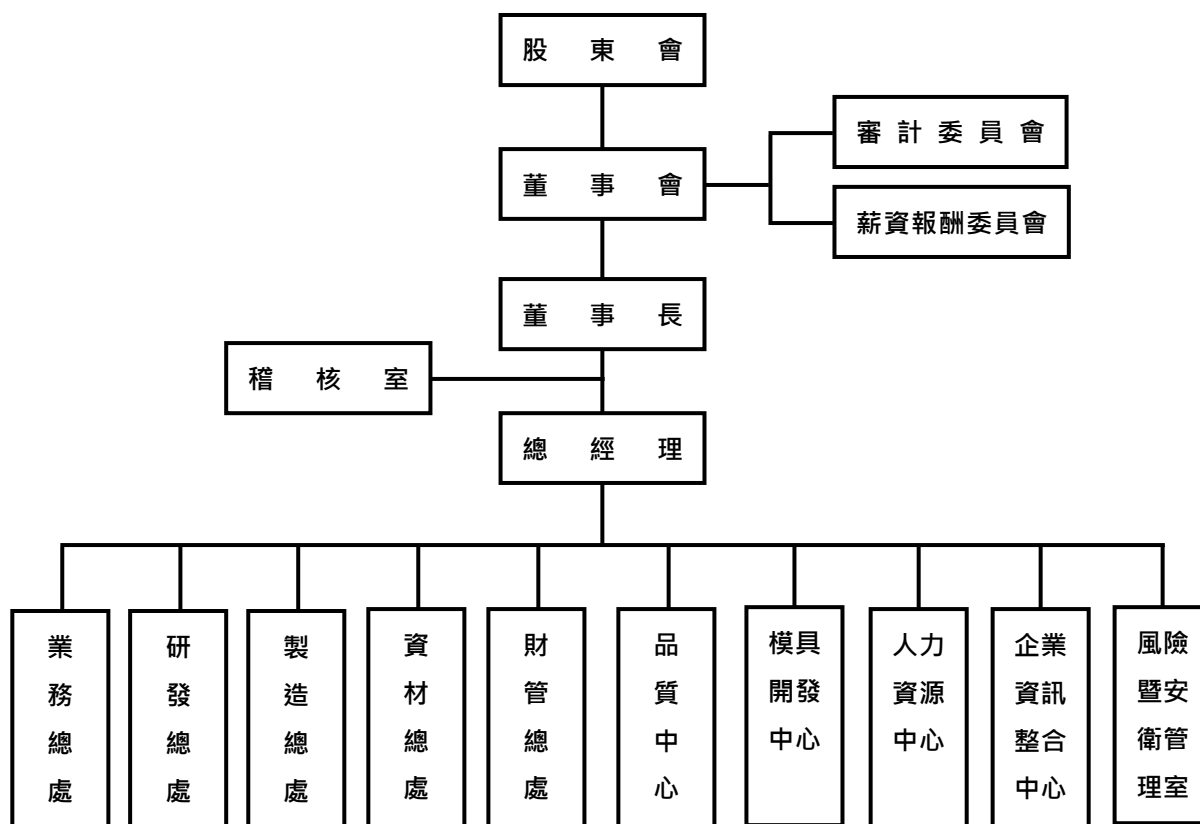 股東會
審計委員會
董事會
薪資報酬委員會
董事長
稽核室
總經理
業務總處
研發總處
製造總處
資材總處
財管總處
品質中心
模具
開發
中心
人力
資源
中心
企業
資訊
整合
中心
風險
暨安
衛管
理室